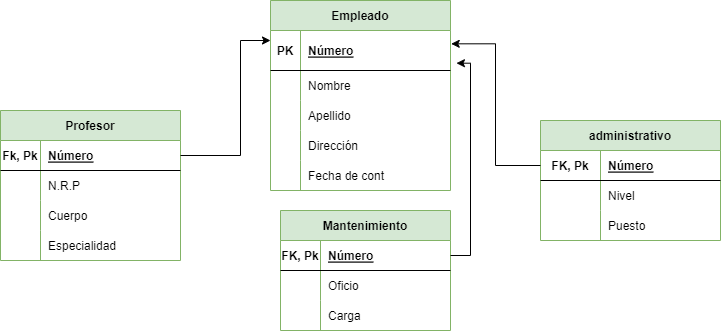 Empleado
PK Número
Nombre
Apellido
Dirección
Fecha de cont
Profesor
Fk, Pk Número
N.R.P
Cuerpo
Especialidad
Mantenimiento
FK, Pk Número
Oficio
Carga
administrativo
FK, Pk Número
Nivel
Puesto